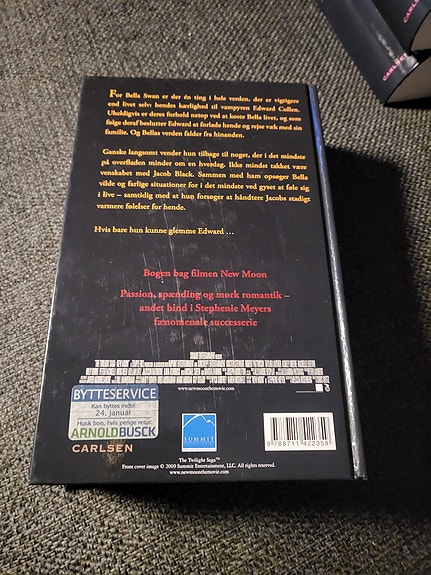 For Bella Swan er der én ting i hele verden, der er vigtigere
end livet selv: hendes kærlighed til vampyren Edward Cullen.
Uheldigvis er deres forhold netop ved at koste Bella livet, og som
følge deraf beslutter Edward at forlade hende og rejse væk med sin
familie. Og Bellas verden falder fra hinanden.
Ganske langsomt vender hun tilbage til noget, der i det mindste
på overfladen minder om en hverdag. Ikke mindst takket være
venskabet med Jacob Black. Sammen med ham opsøger Bella
vilde og farlige situationer for i det mindste ved gyset at føle sig
i live – samtidig med at hun forsøger at håndtere Jacobs stadigt
varmere følelser for hende.
Hvis bare hun kunne glemme Edward ...
Bogen bag filmen New Moon
Passion, spænding og mørk romantik –
andet bind i Stephenie Meyers
fænomenale successerie
www.newmoonthemovie.com
BYTTESERVICE
Kan byttes indtil
24. januar
Husk bon, hvis penge retur.
ARNOLDBUSCK
CARLSEN
SUMMIT
9788711422359
The Twilight Saga™
Front cover image © 2009 Summit Entertainment, LLC. All rights reserved.
www.newmoonthemovie.com
CARLSEN
CARLSEN